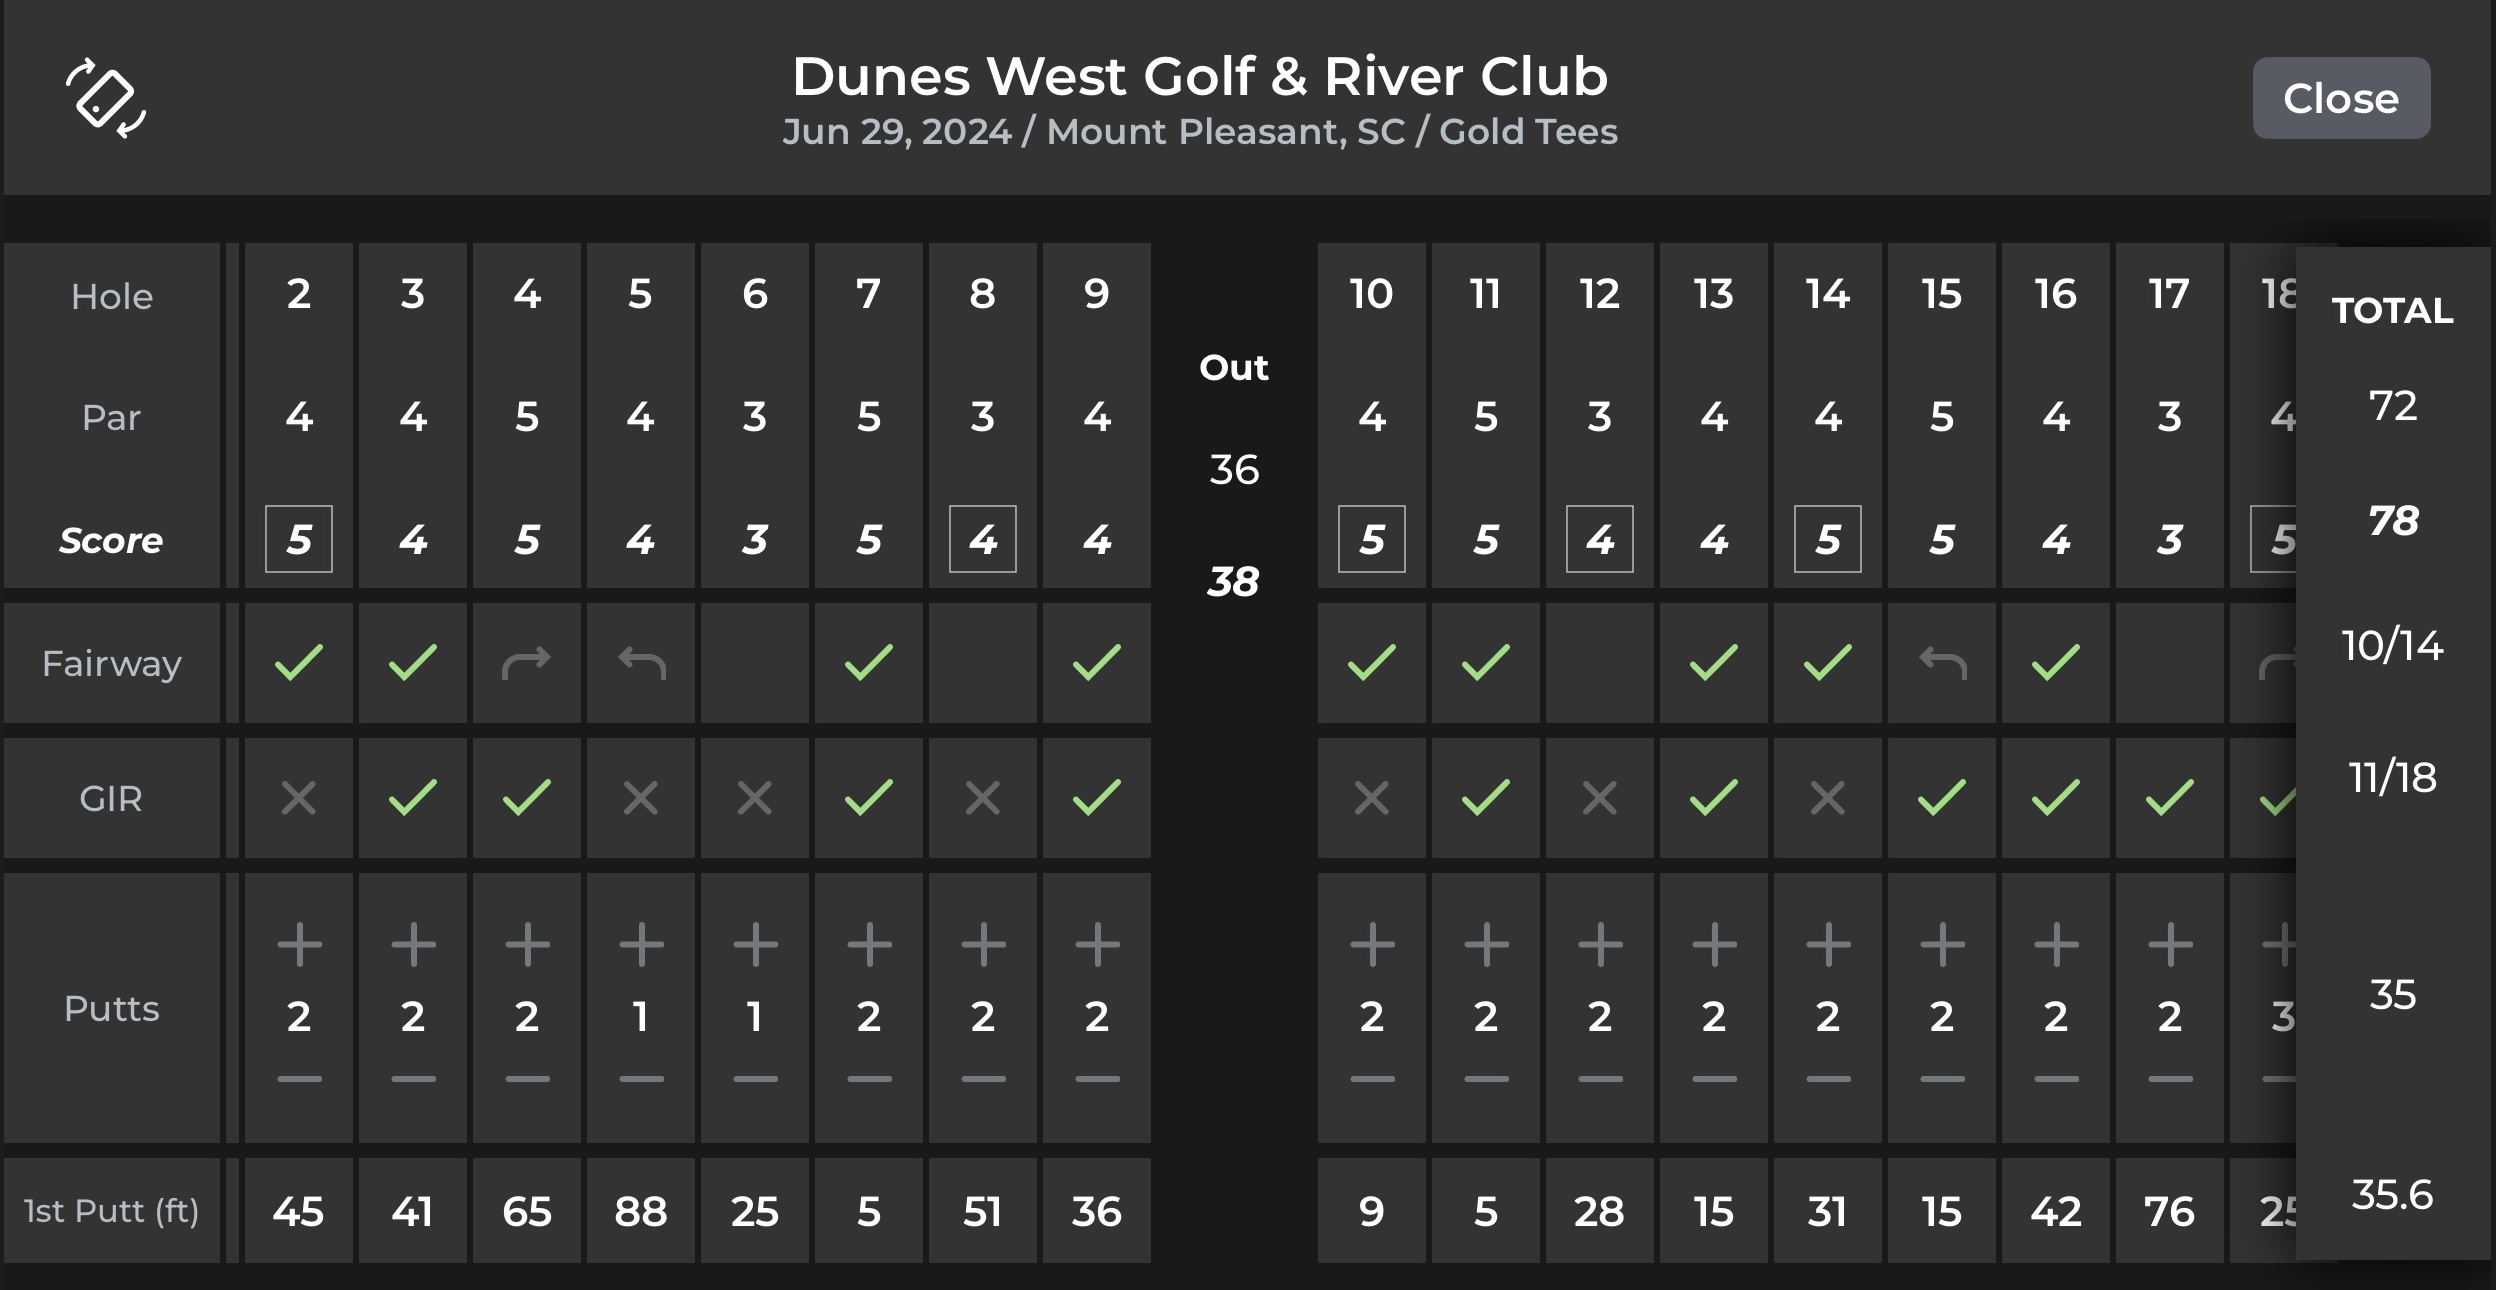 Dunes West Golf & River Club
Jun 29, 2024 / Mount Pleasant, SC / Gold Tees
Close
Hole 2 3 4 5 6 7 8 9 10 11 12 13 14 15 16 17 18
TOTAL
Out
Par 4 4 5 4 3 5 3 4 4 5 3 4 4 5 4 3 4
72
36
Score 5 4 5 4 3 5 4 4 5 5 4 4 5 5 4 3 5
78
38
Fairway
10/14
GIR
11/18
Putts 2 2 2 1 1 2 2 2 2 2 2 2 2 2 2 2 3
35
1st Putt (ft) 45 41 65 88 25 5 51 36 9 5 28 15 31 15 42 76 25
35.6